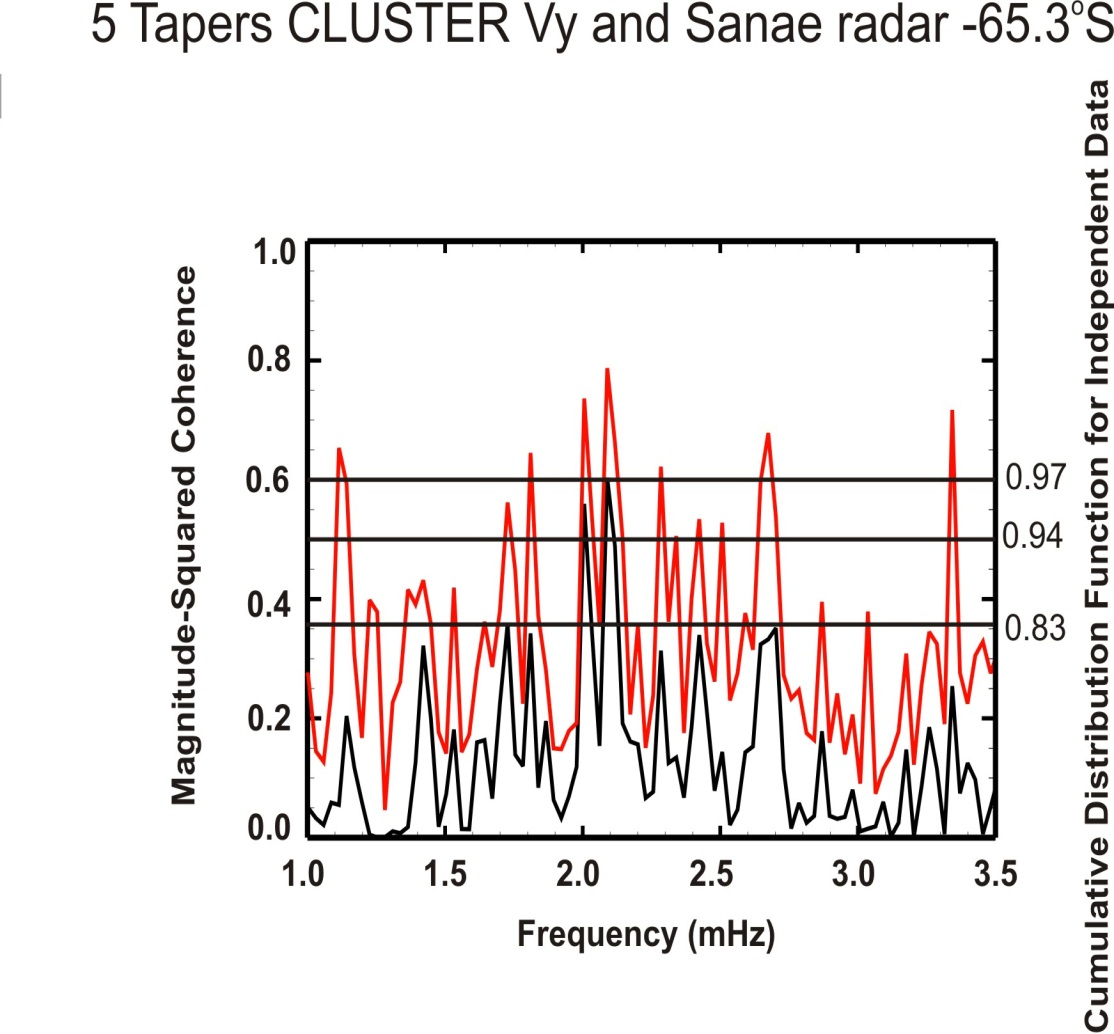 5 Tapers CLUSTER Vy and Sanae radar -65.3°S
Magnitude-Squared Coherence
1.0
0.8
0.6
0.4
0.2
0.0
1.0 1.5 2.0 2.5 3.0 3.5
Frequency (mHz)
0.97
0.94
0.83
Cumulative Distribution Function for Independent Data